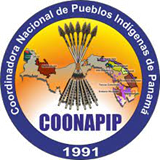 Coordinadora Nacional de Pueblos Indígenas de Panamá
COONAPIP
1991